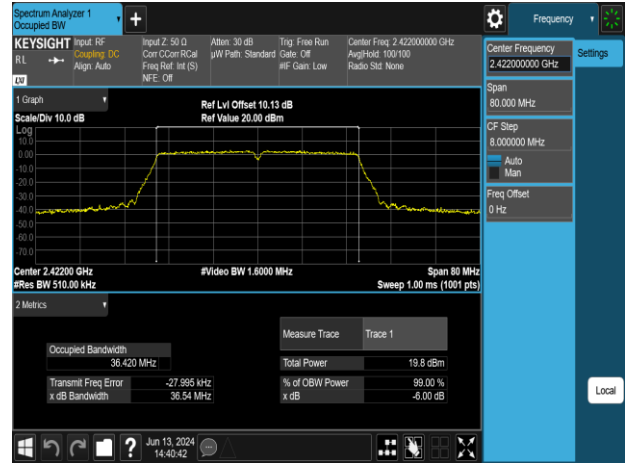 Spectrum Analyzer 1
Occupied BW
Frequency
KEYSIGHT
RL
LXI
Input: RF
Coupling: DC
Align: Auto
Input Z: 50 Ω
Corr CCorr RCal
Freq Ref: Int (S)
NFE: Off
Atten: 30 dB
µW Path: Standard
Trig: Free Run
Gate: Off
#IF Gain: Low
Center Freq: 2.422000000 GHz
Avg|Hold: 100/100
Radio Std: None
Center Frequency
2.422000000 GHz
Settings
Span
80.000 MHz
CF Step
8.000000 MHz
Auto
Man
Freq Offset
0 Hz
Local
1 Graph
Scale/Div 10.0 dB
Ref Lvl Offset 10.13 dB
Ref Value 20.00 dBm
Log
10.0
0.00
-10.0
-20.0
-30.0
-40.0
-50.0
-60.0
-70.0
Center 2.42200 GHz
#Res BW 510.00 kHz
#Video BW 1.6000 MHz
Span 80 MHz
Sweep 1.00 ms (1001 pts)
2 Metrics
Measure Trace Trace 1
Occupied Bandwidth
36.420 MHz
Total Power 19.8 dBm
Transmit Freq Error -27.995 kHz
% of OBW Power 99.00 %
x dB Bandwidth 36.54 MHz
x dB -6.00 dB
?
Jun 13, 2024
14:40:42